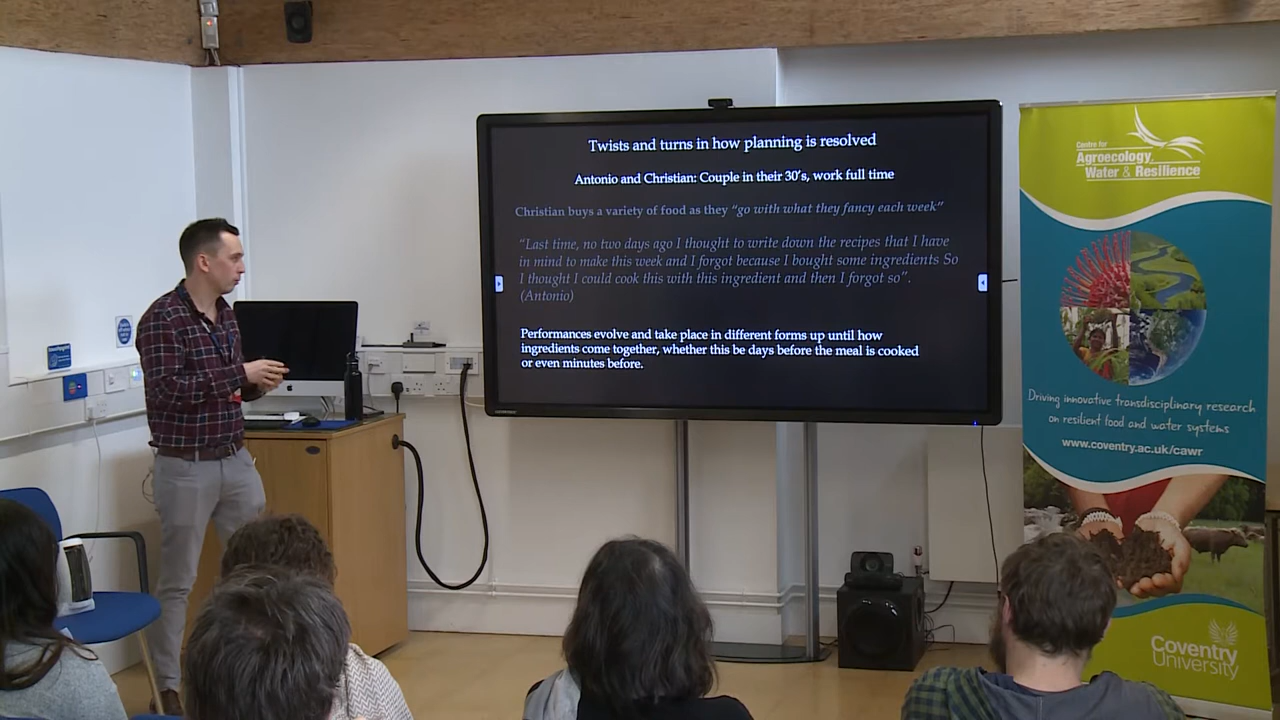 Twists and turns in how planning is resolved
Antonio and Christian: Couple in their 30's, work full time
Christian buys a variety of food as they “go with what they fancy each week”
“Last time, no two days ago I thought to write down the recipes that I have
in mind to make this week and I forgot because I bought some ingredients So
I thought I could cook this with this ingredient and then I forgot so”.
(Antonio)
Performances evolve and take place in different forms up until how
ingredients come together, whether this be days before the meal is cooked
or even minutes before.
Centre for
Agroecology,
Water & Resilience
Driving innovative transdisciplinary research
on resilient food and water systems
www.coventry.ac.uk/cawr
Coventry
University